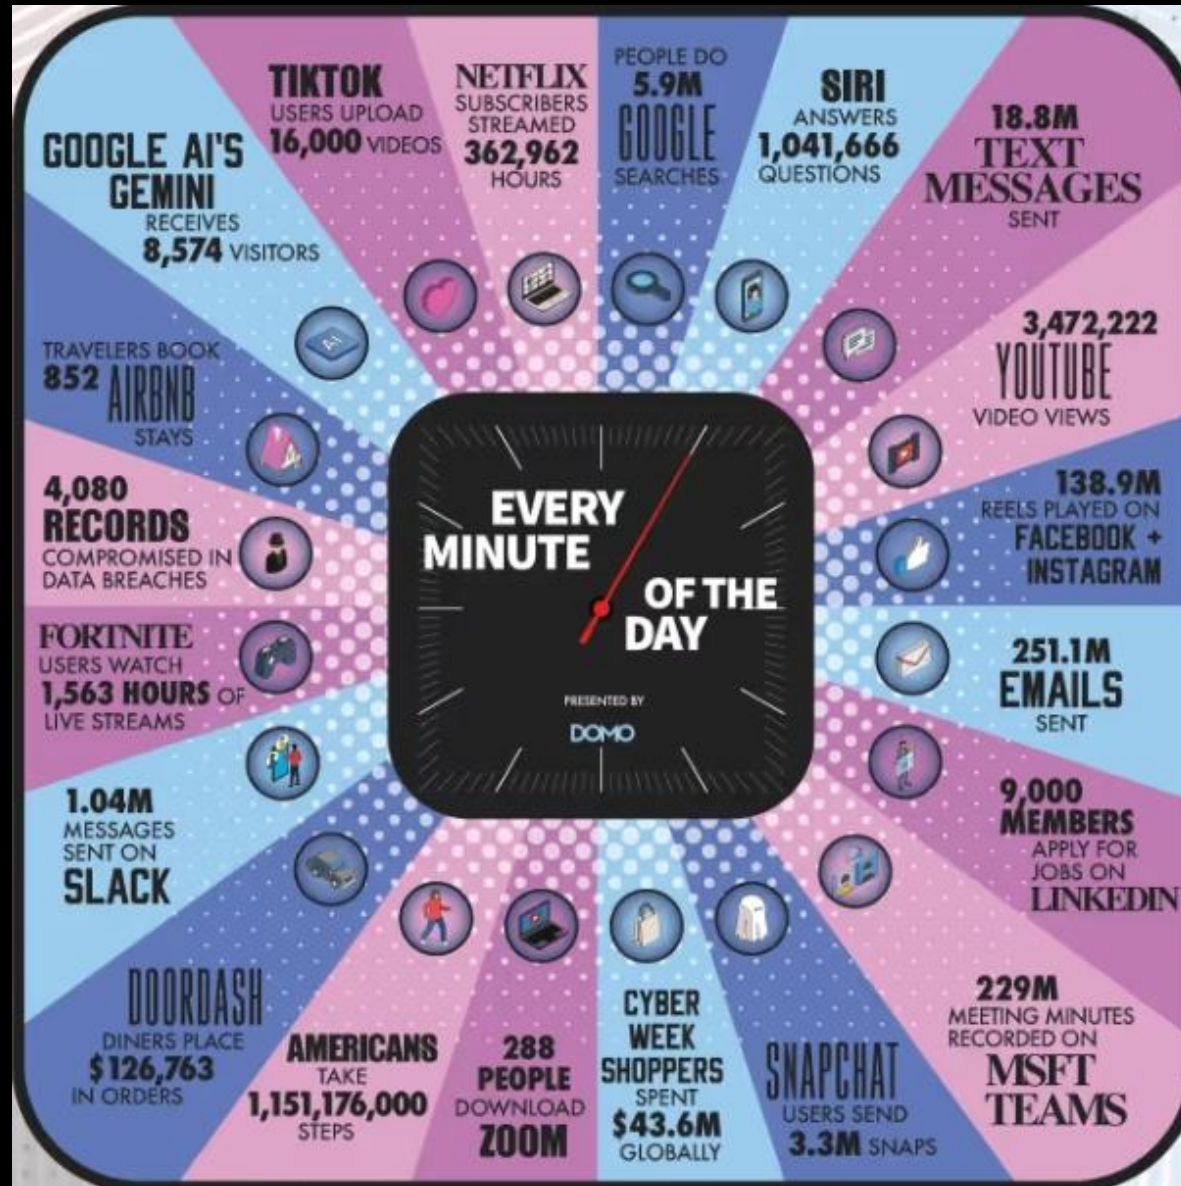 PEOPLE DO
5.9M
GOOGLE
SEARCHES
SIRI
ANSWERS
1,041,666
QUESTIONS
18.8M
TEXT
MESSAGES
SENT
3,472,222
YOUTUBE
VIDEO VIEWS
138.9M
REELS PLAYED ON
FACEBOOK +
INSTAGRAM
251.1M
EMAILS
SENT
9,000
MEMBERS
APPLY FOR
JOBS ON
LINKEDIN
229M
MEETING MINUTES
RECORDED ON
MSFT
TEAMS
SNAPCHAT
USERS SEND
3.3M SNAPS
CYBER
WEEK
SHOPPERS
SPENT
$43.6M
GLOBALLY
288
PEOPLE
DOWNLOAD
ZOOM
AMERICANS
TAKE
1,151,176,000
STEPS
DOORDASH
DINERS PLACE
$126,763
IN ORDERS
1.04M
MESSAGES
SENT ON
SLACK
FORTNITE
USERS WATCH
1,563 HOURS OF
LIVE STREAMS
4,080
RECORDS
COMPROMISED IN
DATA BREACHES
TRAVELERS BOOK
852 AIRBNB
STAYS
GOOGLE AI'S
GEMINI
RECEIVES
8,574 VISITORS
TIKTOK
USERS UPLOAD
16,000 VIDEOS
NETFLIX
SUBSCRIBERS
STREAMED
362,962
HOURS
AI
EVERY
MINUTE
OF THE
DAY
PRESENTED BY
DOMO